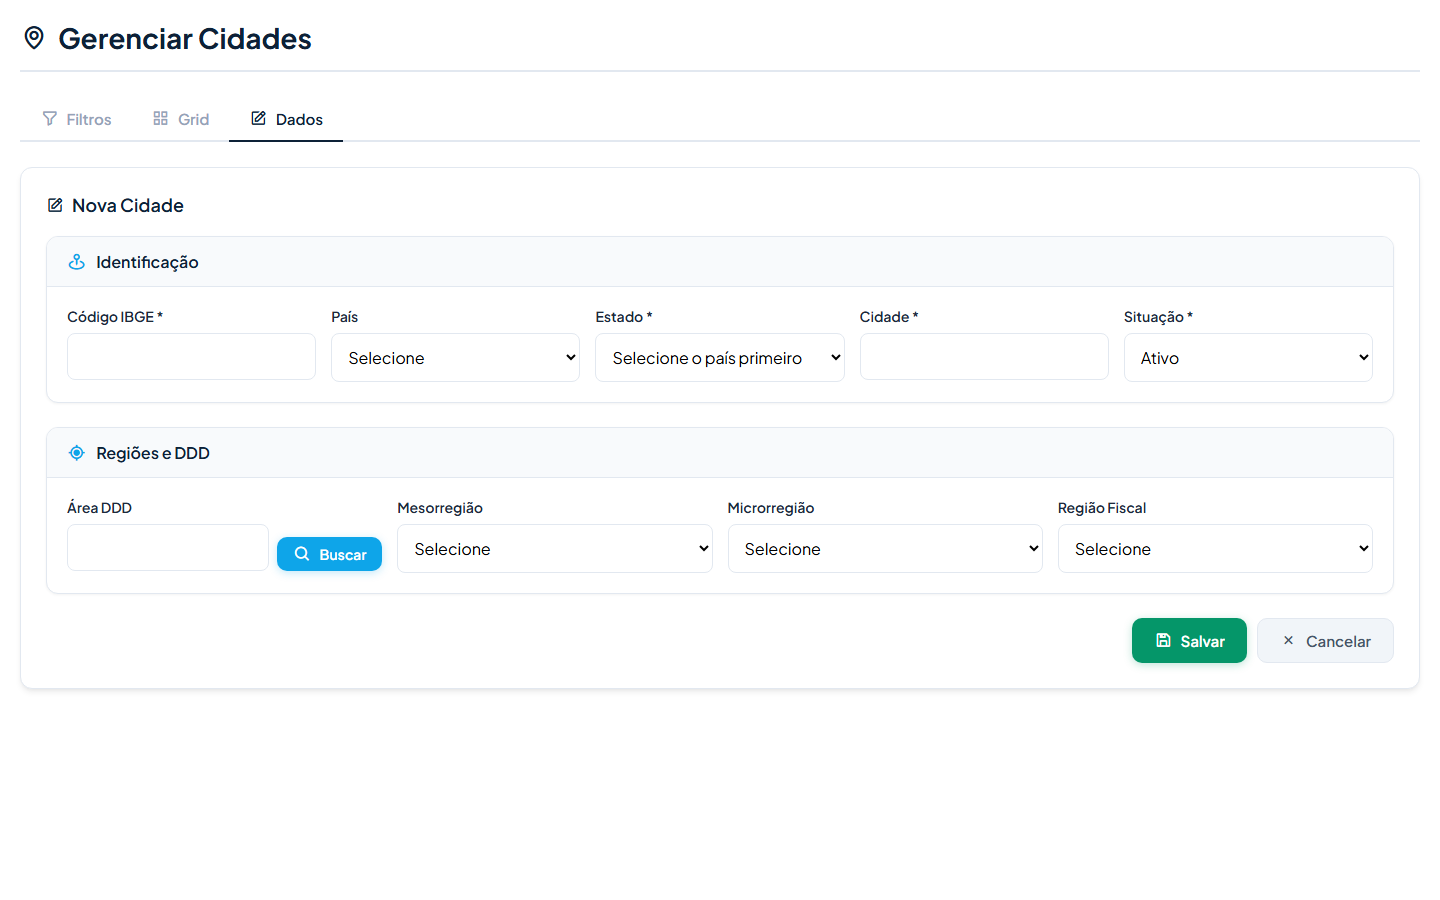 Gerenciar Cidades
Filtros Grid Dados
Nova Cidade
Identificação
Código IBGE * País Estado * Cidade * Situação *
Selecione Selecione o país primeiro Ativo
Regiões e DDD
Área DDD Mesorregião Microrregião Região Fiscal
Buscar Selecione Selecione Selecione
Salvar Cancelar